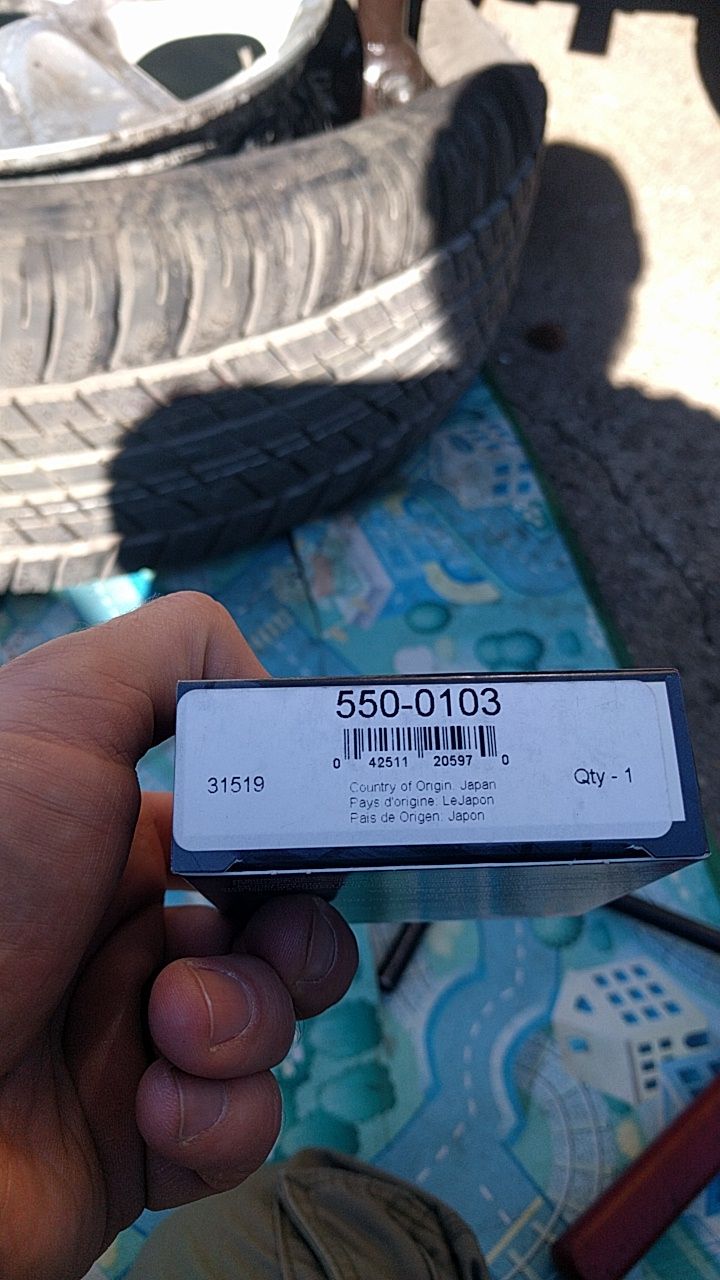 550-0103
0 42511 20597 0
31519
Country of Origin: Japan
Pays d'origine: LeJapon
Pais de Origen: Japon
Qty - 1